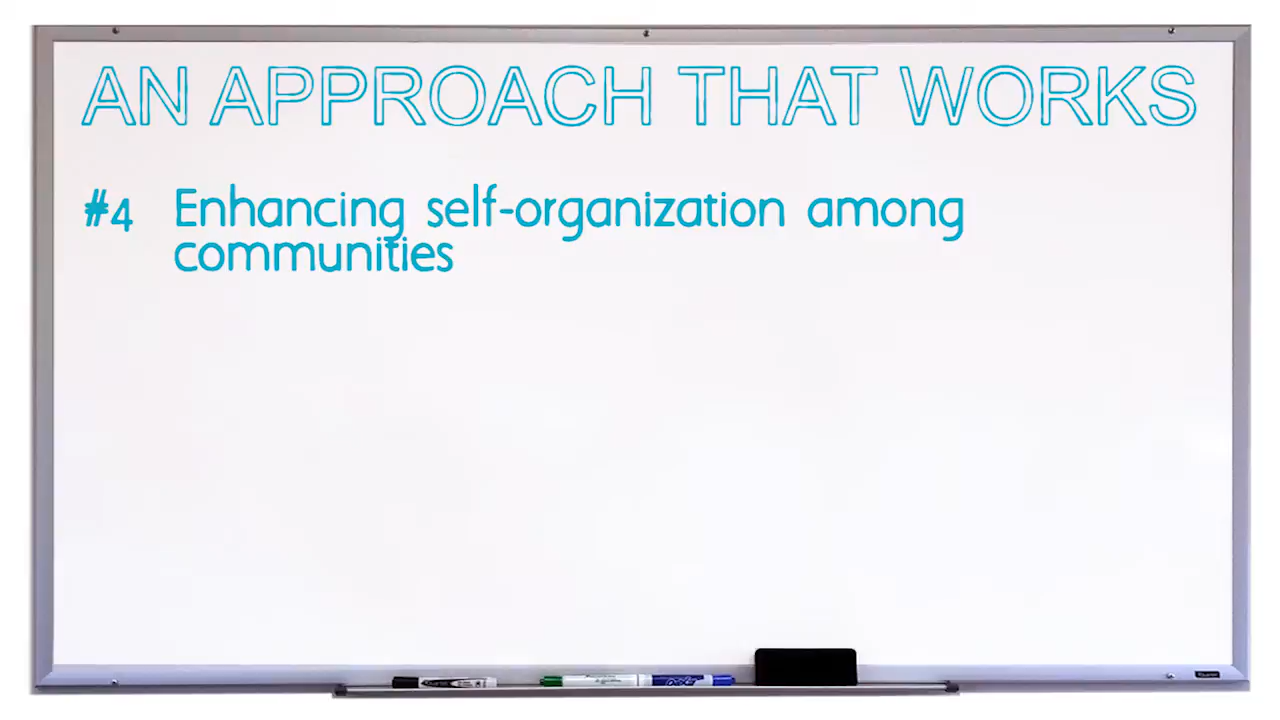 AN APPROACH THAT WORKS
#4 Enhancing self-organization among
communities